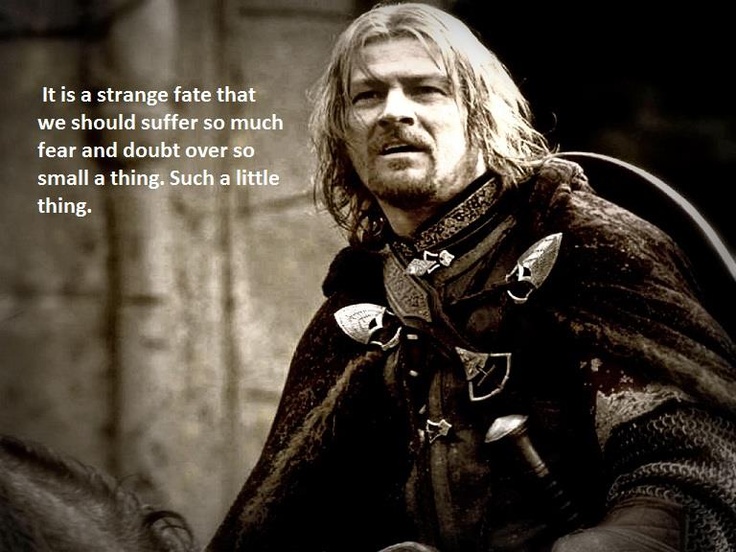 It is a strange fate that
we should suffer so much
fear and doubt over so
small a thing. Such a little
thing.